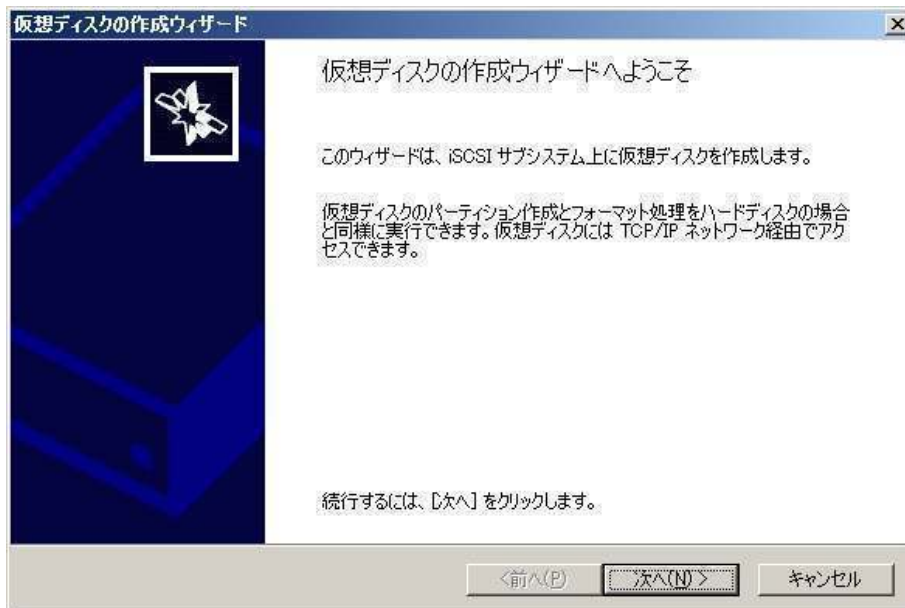 仮想ディスクの作成ウィザード
仮想ディスクの作成ウィザードへようこそ
このウィザードは、iSCSI サブシステム上に仮想ディスクを作成します。
仮想ディスクのパーティション作成とフォーマット処理をハードディスクの場合
と同様に実行できます。仮想ディスクには TCP/IP ネットワーク経由でアク
セスできます。
続行するには、[次へ] をクリックします。
<前へ(P)
次へ(N) >
キャンセル